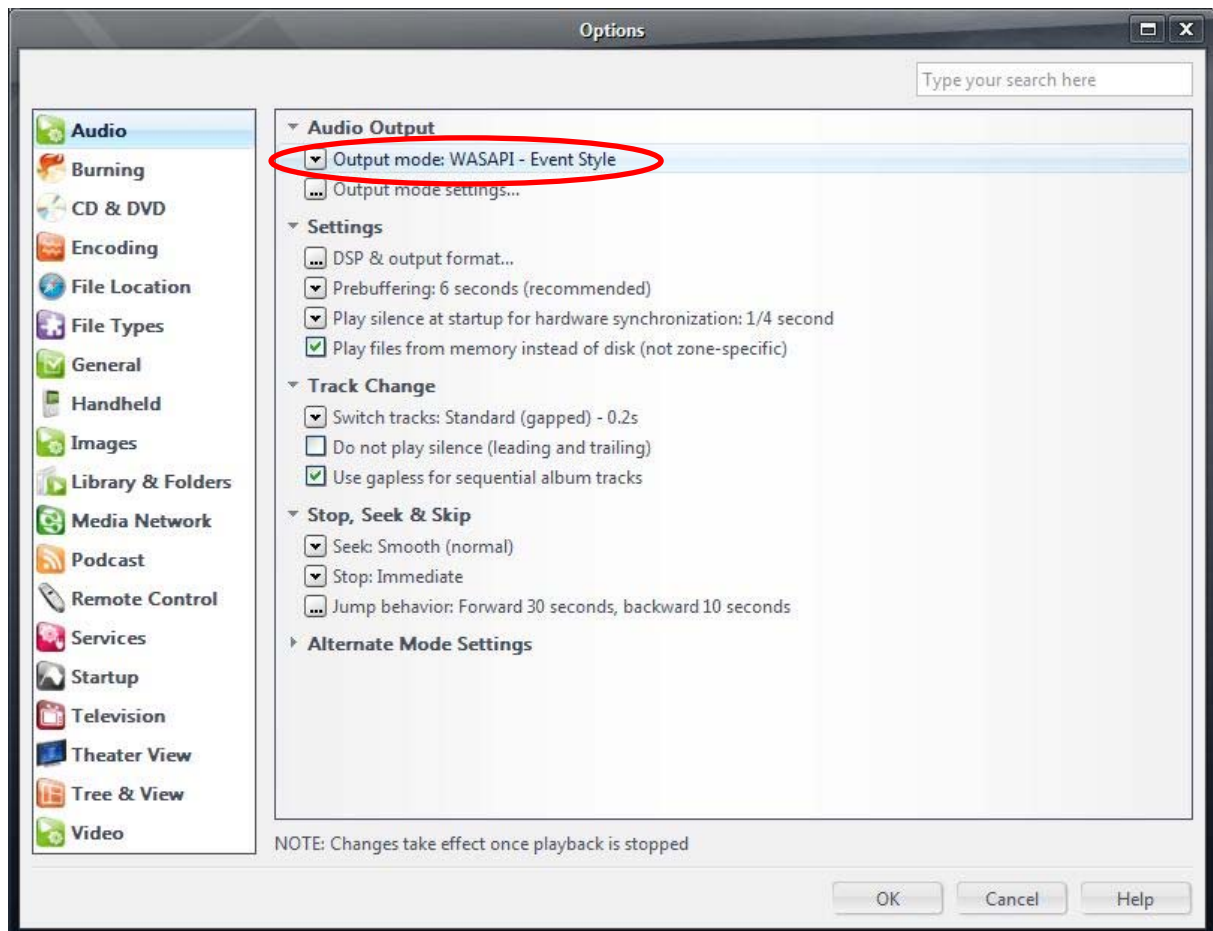 Options
Type your search here
Audio
Burning
CD & DVD
Encoding
File Location
File Types
General
Handheld
Images
Library & Folders
Media Network
Podcast
Remote Control
Services
Startup
Television
Theater View
Tree & View
Video
Audio Output
Output mode: WASAPI - Event Style
Output mode settings...
Settings
DSP & output format...
Prebuffering: 6 seconds (recommended)
Play silence at startup for hardware synchronization: 1/4 second
Play files from memory instead of disk (not zone-specific)
Track Change
Switch tracks: Standard (gapped) - 0.2s
Do not play silence (leading and trailing)
Use gapless for sequential album tracks
Stop, Seek & Skip
Seek: Smooth (normal)
Stop: Immediate
Jump behavior: Forward 30 seconds, backward 10 seconds
Alternate Mode Settings
NOTE: Changes take effect once playback is stopped
OK
Cancel
Help